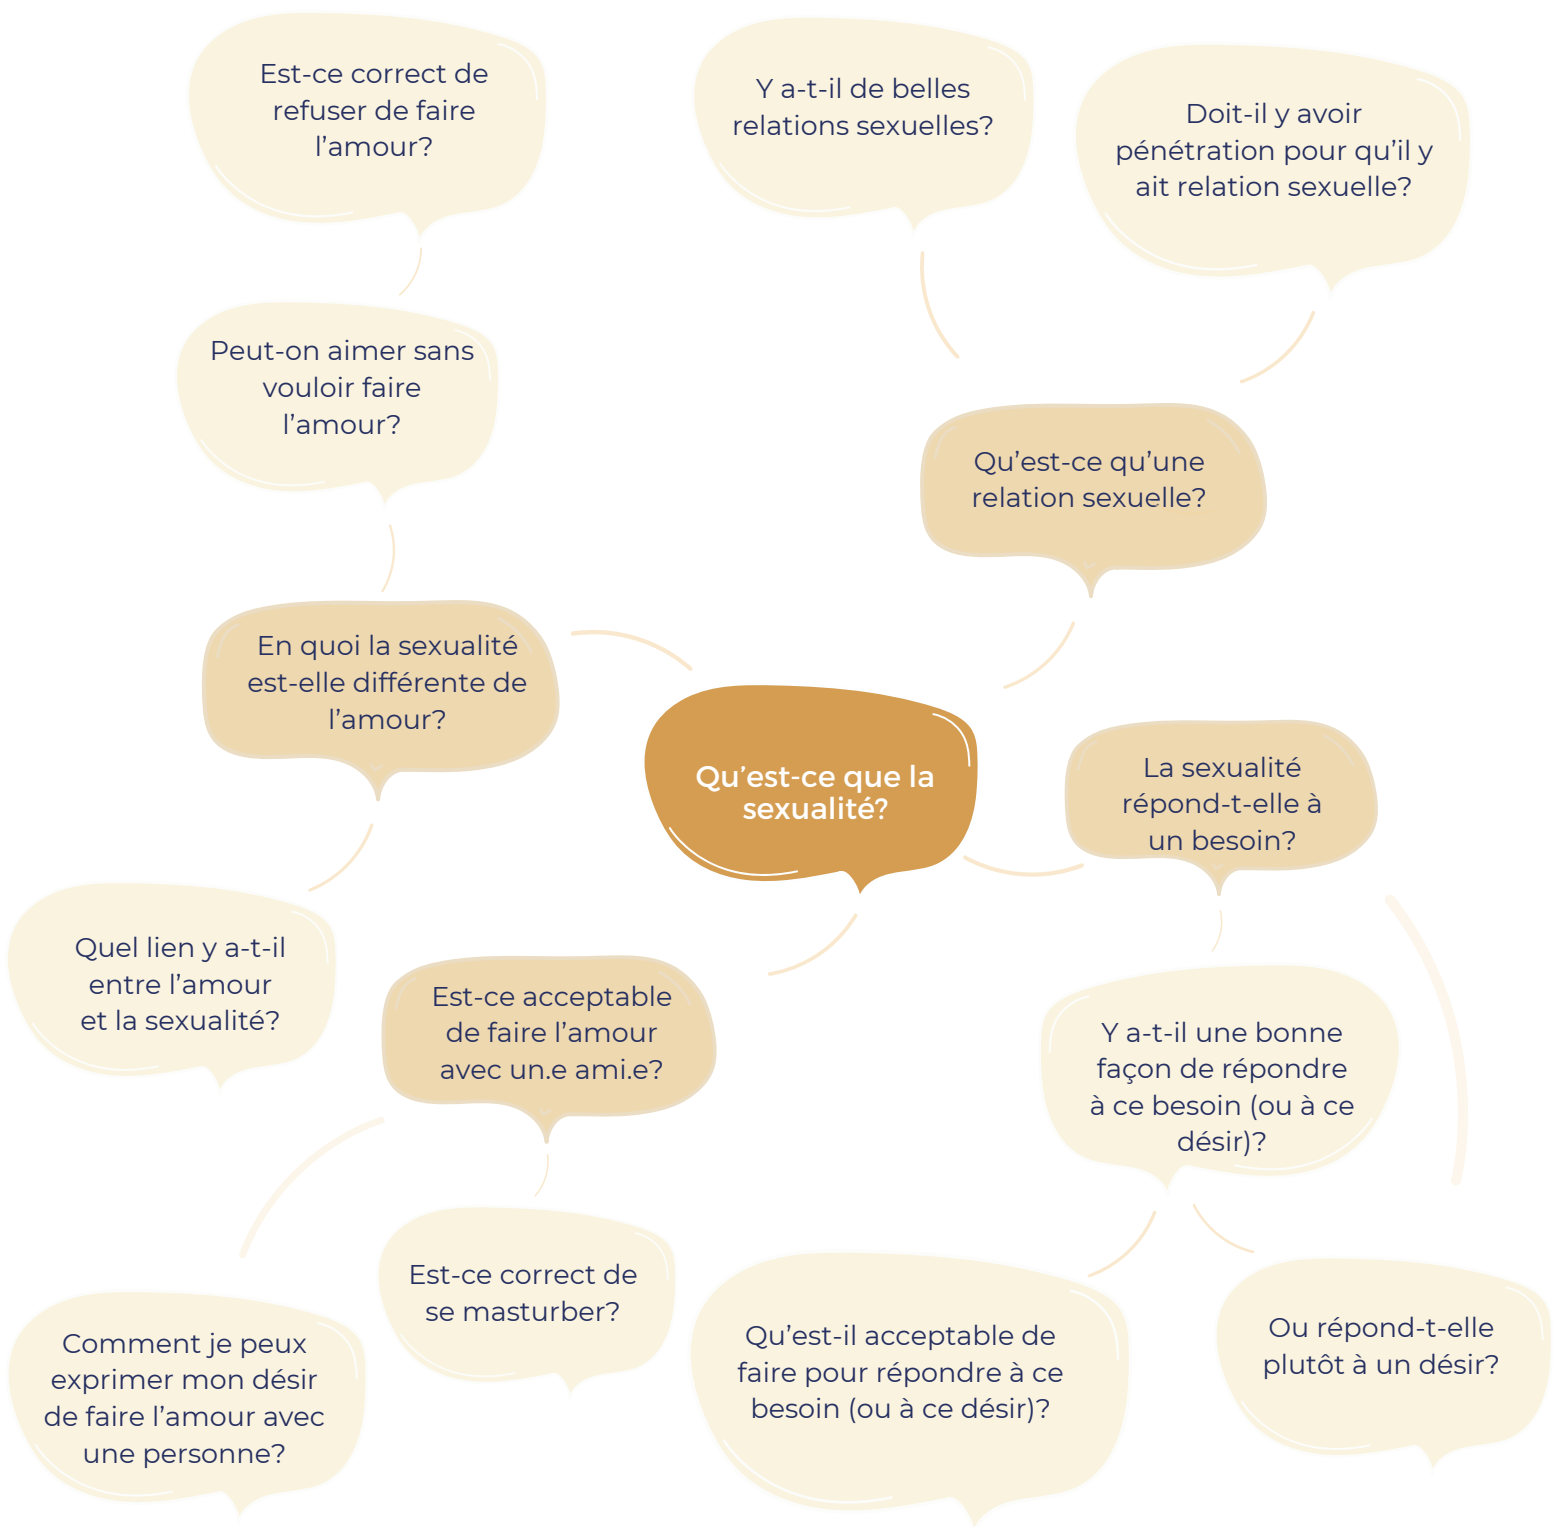 Est-ce correct de
refuser de faire
l’amour?
Y a-t-il de belles
relations sexuelles?
Doit-il y avoir
pénétration pour qu’il y
ait relation sexuelle?
Peut-on aimer sans
vouloir faire
l’amour?
Qu’est-ce qu’une
relation sexuelle?
En quoi la sexualité
est-elle différente de
l’amour?
Qu’est-ce que la
sexualité?
La sexualité
répond-t-elle à
un besoin?
Quel lien y a-t-il
entre l’amour
et la sexualité?
Est-ce acceptable
de faire l’amour
avec un.e ami.e?
Y a-t-il une bonne
façon de répondre
à ce besoin (ou à ce
désir)?
Est-ce correct de
se masturber?
Comment je peux
exprimer mon désir
de faire l’amour avec
une personne?
Qu’est-il acceptable de
faire pour répondre à ce
besoin (ou à ce désir)?
Ou répond-t-elle
plutôt à un désir?